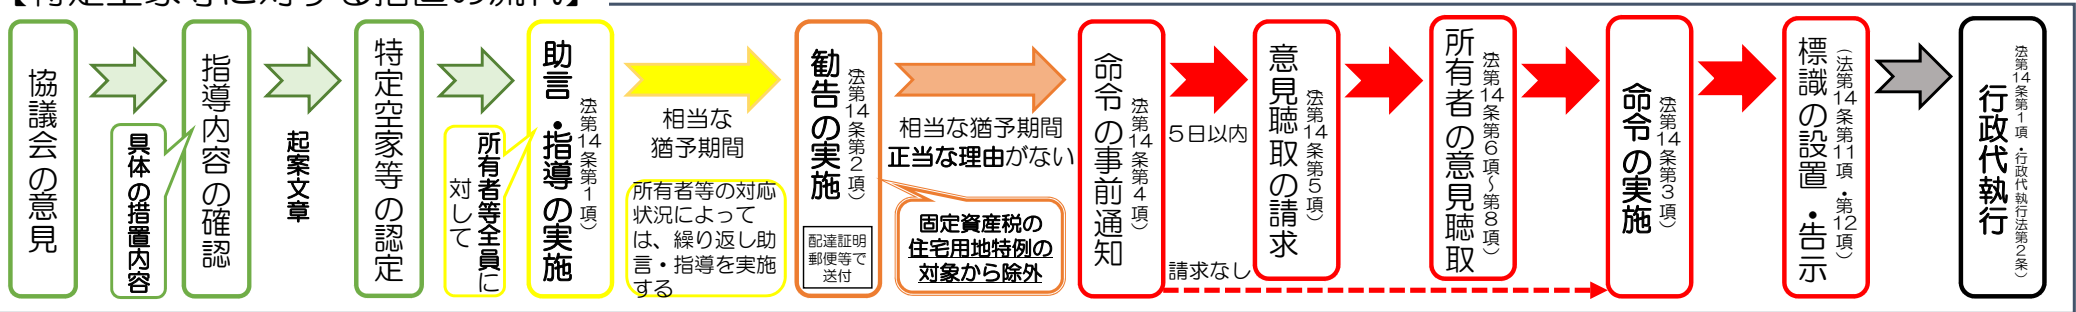 【特定空家等に対する措置の流れ】
協議会の意見
具体の措置内容
指導内容の確認
起案文章
特定空家等の認定
所有者等全員に
対して
助言・指導の実施
（法第14条第1項）
相当な
猶予期間
所有者等の対応
状況によって
は、繰り返し助
言・指導を実施
する
勧告の実施
（法第14条第2項）
配達証明
郵便等で
送付
相当な猶予期間
正当な理由がない
固定資産税の
住宅用地特例の
対象から除外
命令の事前通知
（法第14条第4項）
5日以内
請求なし
意見聴取の請求
（法第14条第5項）
所有者の意見聴取
（法第14条第6項～第8項）
命令の実施
（法第14条第3項）
標識の設置・告示
（法第14条第11項・第12項）
行政代執行
（法第14条第1項・行政代執行法第2条）